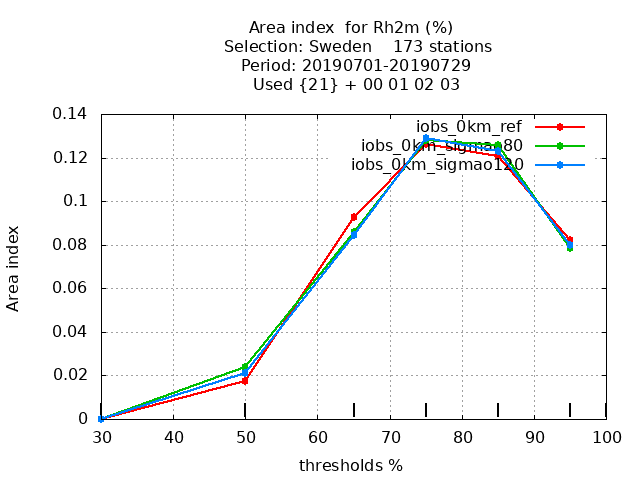 Area index  for Rh2m (%)
Selection: Sweden    173 stations
Period: 20190701-20190729
Used {21} + 00 01 02 03
iobs_0km_ref
iobs_0km_sigmao80
iobs_0km_sigmao120
Area index
0.14
0.12
0.1
0.08
0.06
0.04
0.02
0
30 40 50 60 70 80 90 100
thresholds %